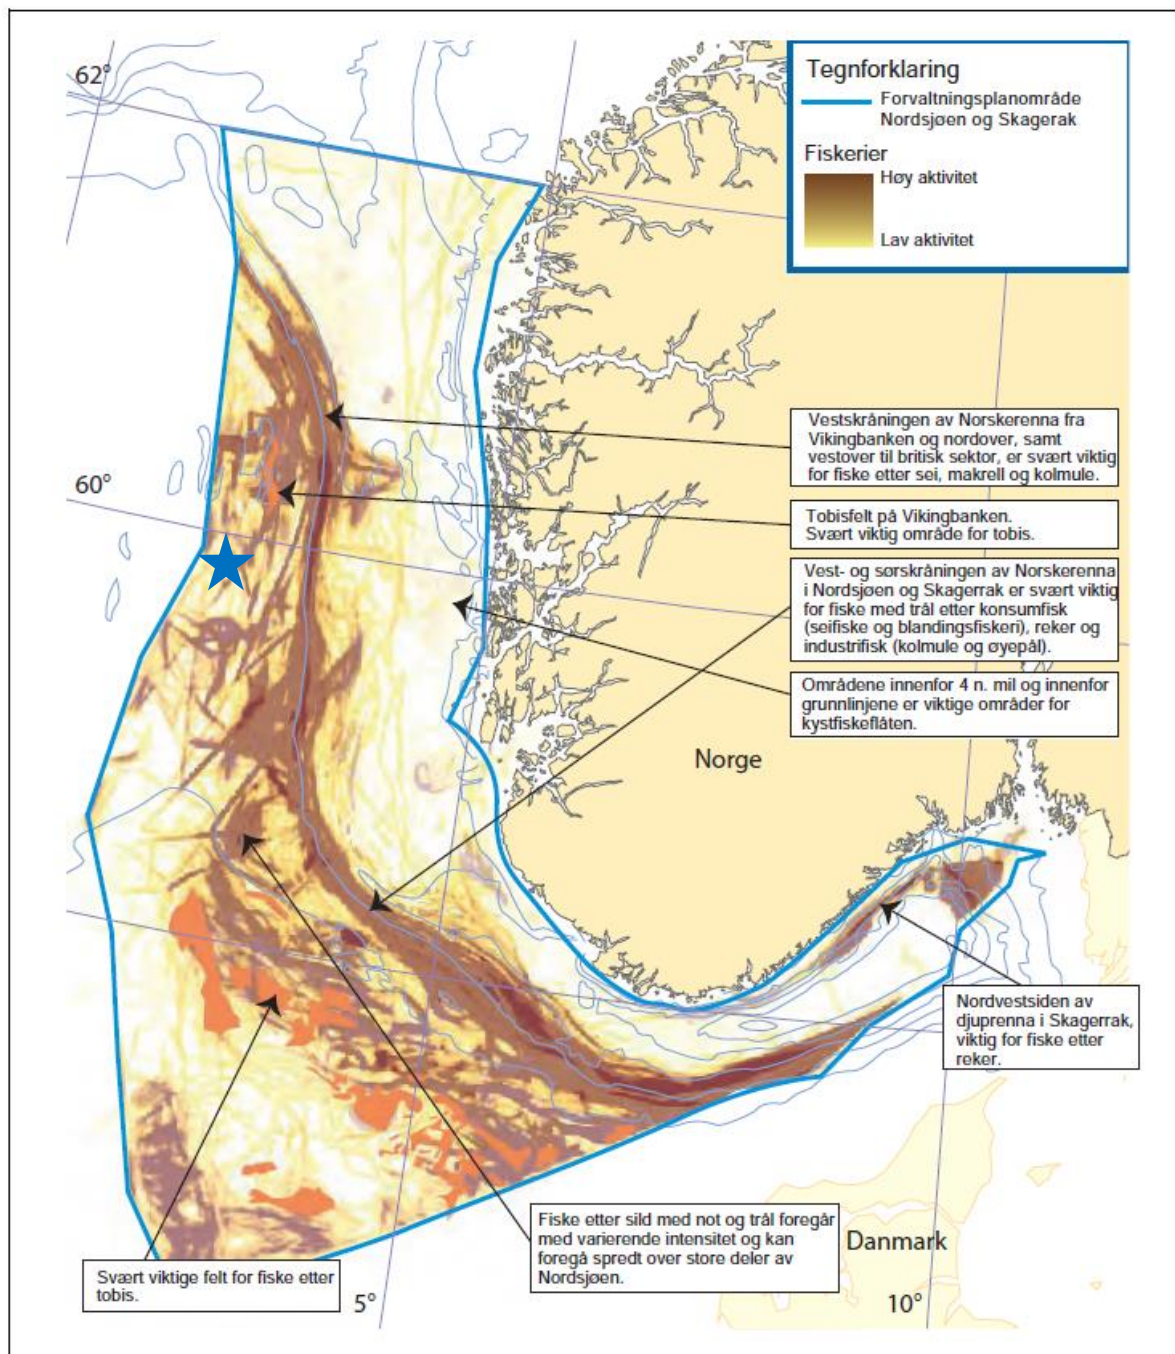 62°
Tegnforklaring
Forvaltningsplanområde
Nordsjøen og Skagerak
Fiskerier
Høy aktivitet
Lav aktivitet
Vestskråningen av Norskerenna fra
Vikingbanken og nordover, samt
vestover til britisk sektor, er svært viktig
for fiske etter sei, makrell og kolmule.
60°
Tobisfelt på Vikingbanken.
Svært viktig område for tobis.
Vest- og sørskråningen av Norskerenna
i Nordsjøen og Skagerrak er svært viktig
for fiske med trål etter konsumfisk
(seifiske og blandingsfiskeri), reker og
industrifisk (kolmule og øyepål).
Områdene innenfor 4 n. mil og innenfor
grunnlinjene er viktige områder for
kystfiskeflåten.
Norge
Nordvestsiden av
djuprenna i Skagerrak,
viktig for fiske etter
reker.
Fiske etter sild med not og trål foregår
med varierende intensitet og kan
foregå spredt over store deler av
Nordsjøen.
Danmark
Svært viktige felt for fiske etter
tobis.
5°
10°